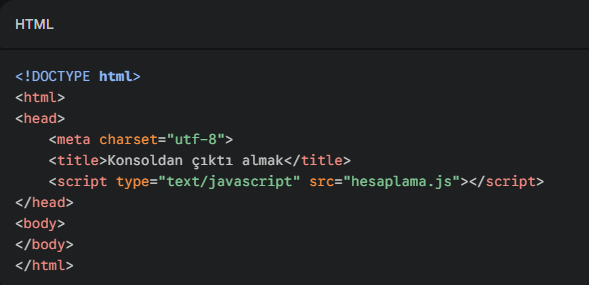 HTML
<!DOCTYPE html>
<html>
<head>
    <meta charset="utf-8">
    <title>Konsoldan çıktı almak</title>
    <script type="text/javascript" src="hesaplama.js"></script>
</head>
<body>
</body>
</html>